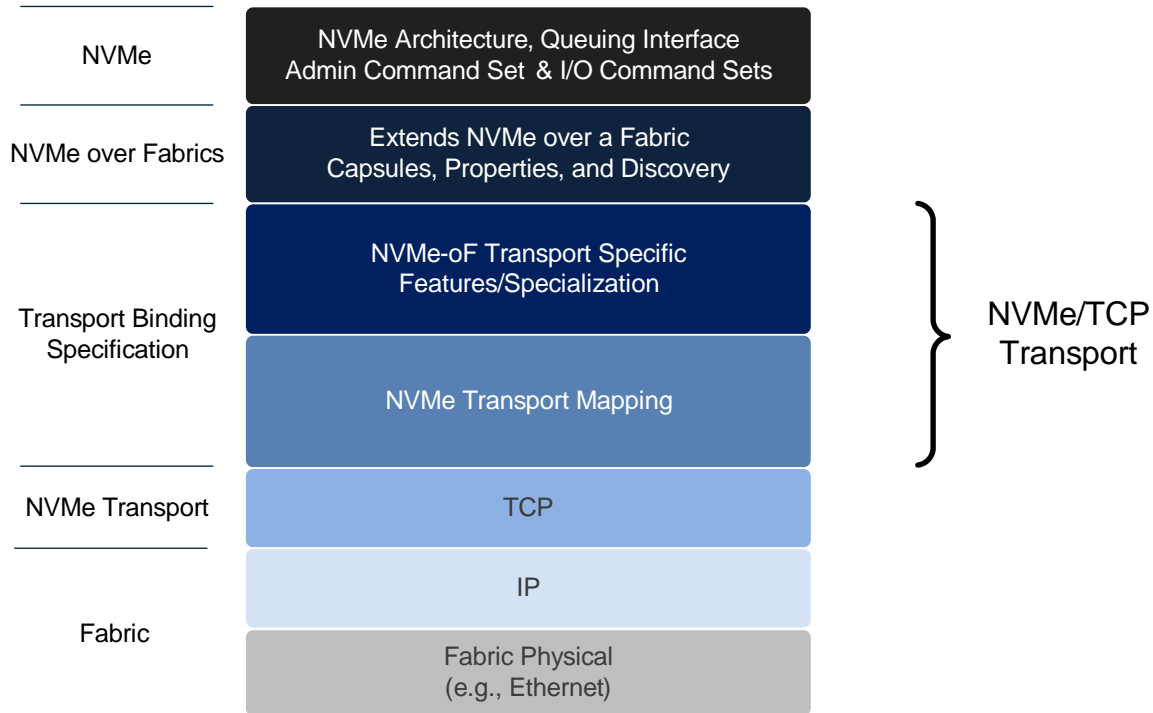 NVMe
NVMe Architecture, Queuing Interface
Admin Command Set & I/O Command Sets
NVMe over Fabrics
Extends NVMe over a Fabric
Capsules, Properties, and Discovery
Transport Binding
Specification
NVMe-oF Transport Specific
Features/Specialization
NVMe Transport Mapping
NVMe/TCP
Transport
NVMe Transport
TCP
Fabric
IP
Fabric Physical
(e.g., Ethernet)